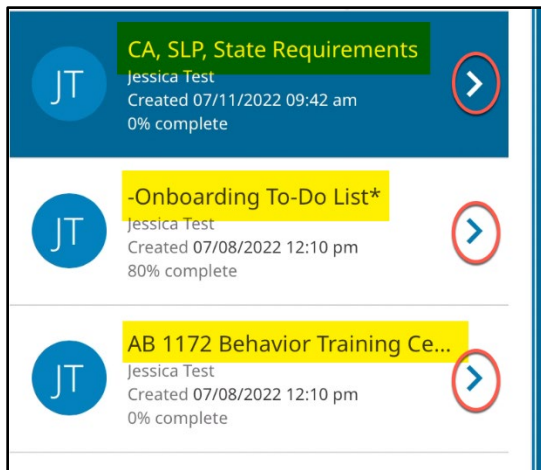 CA, SLP, State Requirements
JT
Jessica Test
Created 07/11/2022 09:42 am
0% complete
-Onboarding To-Do List*
JT
Jessica Test
Created 07/08/2022 12:10 pm
80% complete
AB 1172 Behavior Training Ce...
JT
Jessica Test
Created 07/08/2022 12:10 pm
0% complete